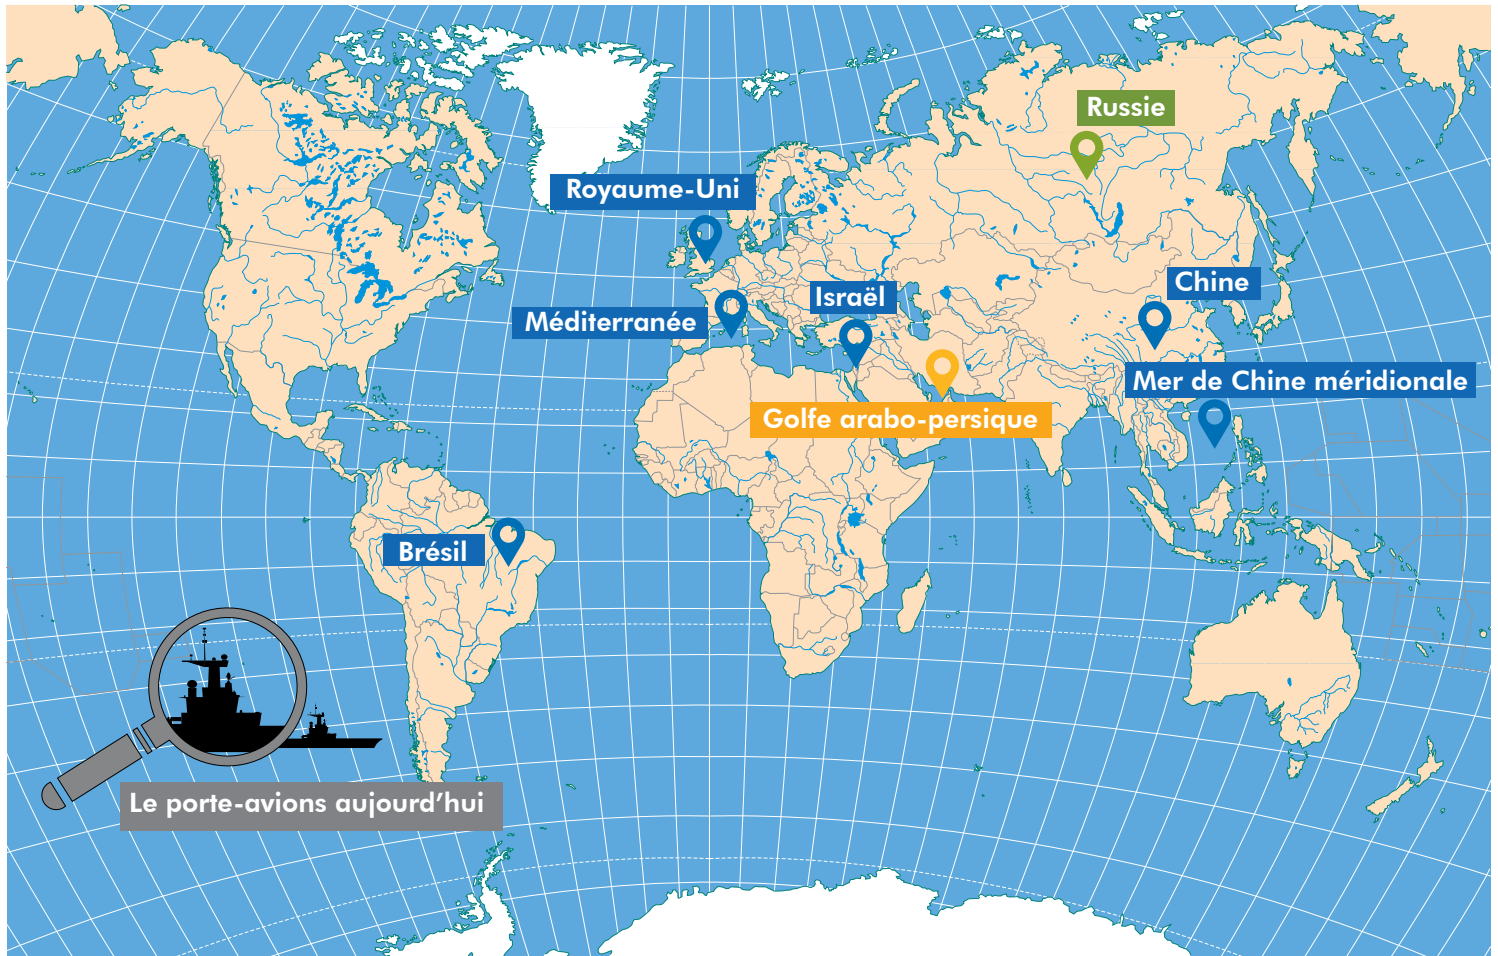 Russie
Royaume-Uni
Chine
Israël
Méditerranée
Mer de Chine méridionale
Golfe arabo-persique
Brésil
Le porte-avions aujourd'hui